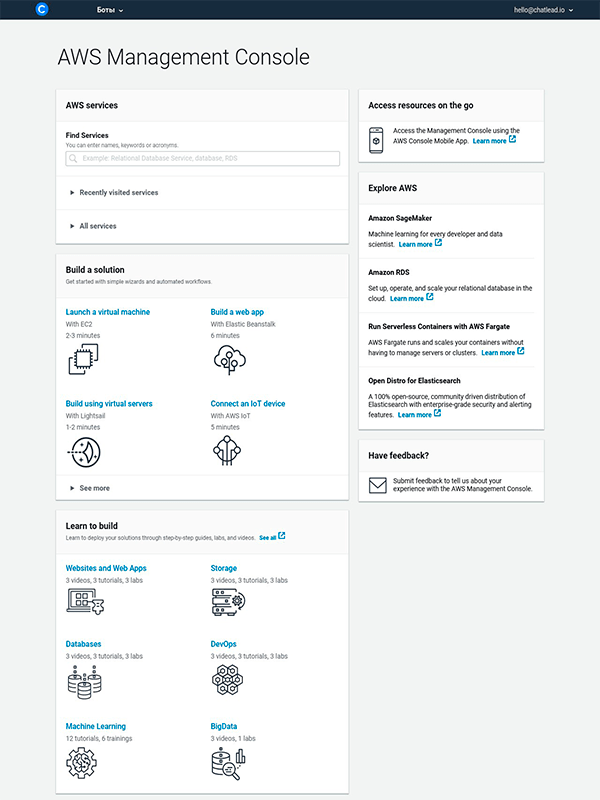 C Боты hello@chatlead.io
AWS Management Console
AWS services
Find Services
You can enter names, keywords or acronyms.
Example: Relational Database Service, database, RDS
Recently visited services
All services
Build a solution
Get started with simple wizards and automated workflows.
Launch a virtual machine
With EC2
2-3 minutes
Build a web app
With Elastic Beanstalk
6 minutes
Build using virtual servers
With Lightsail
1-2 minutes
Connect an IoT device
With AWS IoT
5 minutes
See more
Learn to build
Learn to deploy your solutions through step-by-step guides, labs, and videos. See all
Websites and Web Apps
3 videos, 3 tutorials, 3 labs
Storage
3 videos, 3 tutorials, 3 labs
Databases
3 videos, 3 tutorials, 3 labs
DevOps
3 videos, 3 tutorials, 3 labs
Machine Learning
12 tutorials, 6 trainings
BigData
3 videos, 1 labs
Access resources on the go
Access the Management Console using the
AWS Console Mobile App. Learn more
Explore AWS
Amazon SageMaker
Machine learning for every developer and data
scientist. Learn more
Amazon RDS
Set up, operate, and scale your relational database in the
cloud. Learn more
Run Serverless Containers with AWS Fargate
AWS Fargate runs and scales your containers without
having to manage servers or clusters. Learn more
Open Distro for Elasticsearch
A 100% open-source, community driven distribution of
Elasticsearch with enterprise-grade security and alerting
features. Learn more
Have feedback?
Submit feedback to tell us about your
experience with the AWS Management Console.